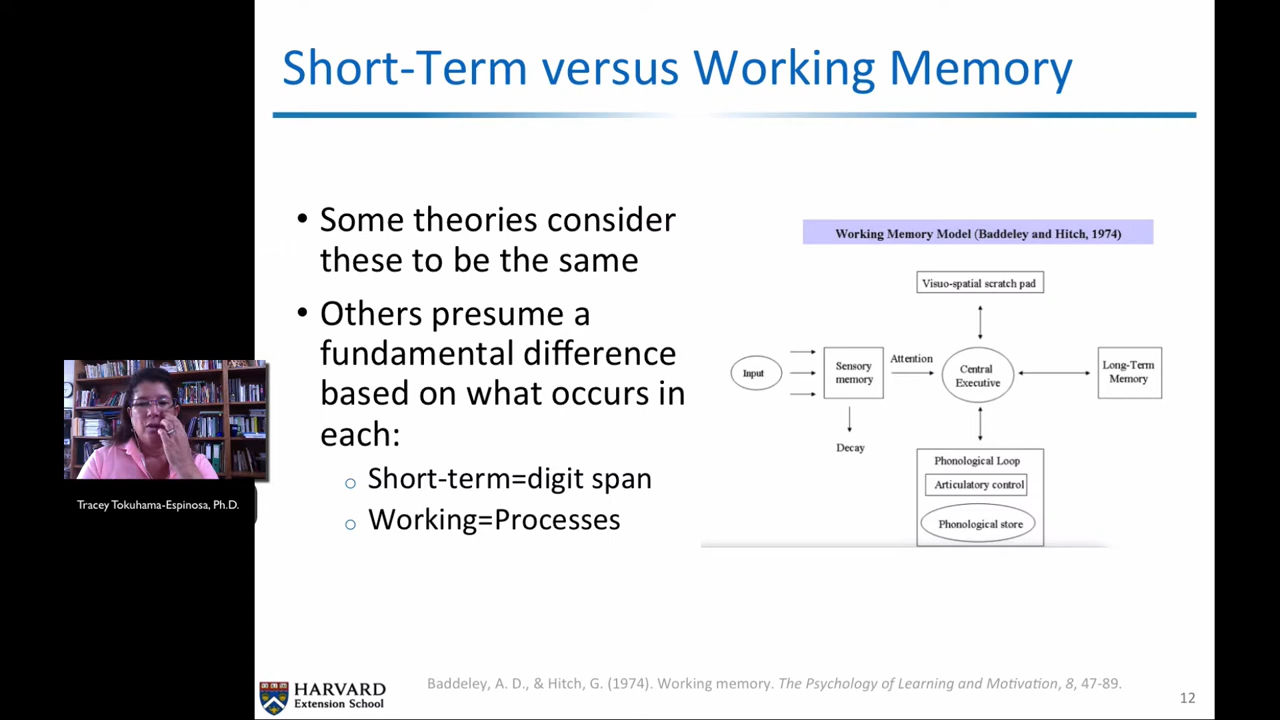 Short-Term versus Working Memory
• Some theories consider
these to be the same
• Others presume a
fundamental difference
based on what occurs in
each:
o Short-term=digit span
o Working=Processes
Working Memory Model (Baddeley and Hitch, 1974)
Visuo-spatial scratch pad
Input
Sensory
memory
Attention
Central
Executive
Long-Term
Memory
Decay
Phonological Loop
Articulatory control
Phonological store
Tracey Tokuhama-Espinosa, Ph.D.
HARVARD
Extension School
Baddeley, A. D., & Hitch, G. (1974). Working memory. The Psychology of Learning and Motivation, 8, 47-89.
12